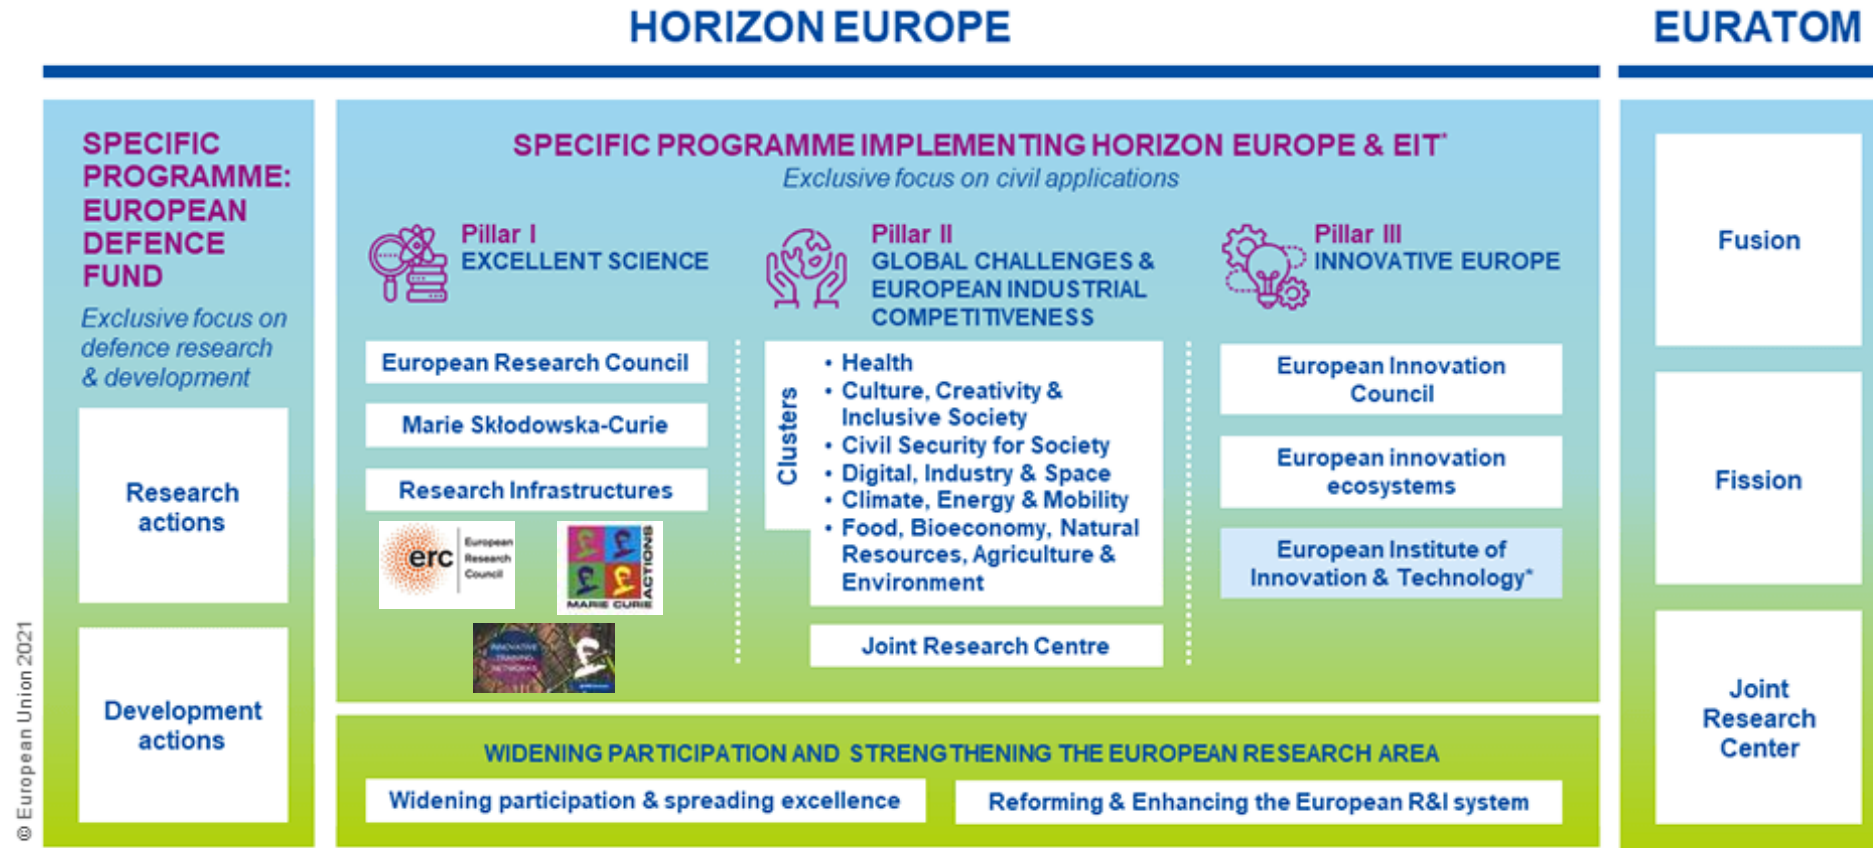 HORIZON EUROPE
EURATOM
SPECIFIC
PROGRAMME:
EUROPEAN
DEFENCE
FUND
Exclusive focus on
defence research
& development
Research
actions
Development
actions
SPECIFIC PROGRAMME IMPLEMENTING HORIZON EUROPE & EIT*
Exclusive focus on civil applications
Pillar I
EXCELLENT SCIENCE
European Research Council
Marie Skłodowska-Curie
Research Infrastructures
erc
European
Research
Council
MARIE CURIE
ACTIONS
INNOVATIVE
TRAINING
NETWORKS
Pillar II
GLOBAL CHALLENGES &
EUROPEAN INDUSTRIAL
COMPETITIVENESS
Clusters
• Health
• Culture, Creativity &
Inclusive Society
• Civil Security for Society
• Digital, Industry & Space
• Climate, Energy & Mobility
• Food, Bioeconomy, Natural
Resources, Agriculture &
Environment
Joint Research Centre
Pillar III
INNOVATIVE EUROPE
European Innovation
Council
European innovation
ecosystems
European Institute of
Innovation & Technology*
WIDENING PARTICIPATION AND STRENGTHENING THE EUROPEAN RESEARCH AREA
Widening participation & spreading excellence
Reforming & Enhancing the European R&I system
Fusion
Fission
Joint
Research
Center
© European Union 2021